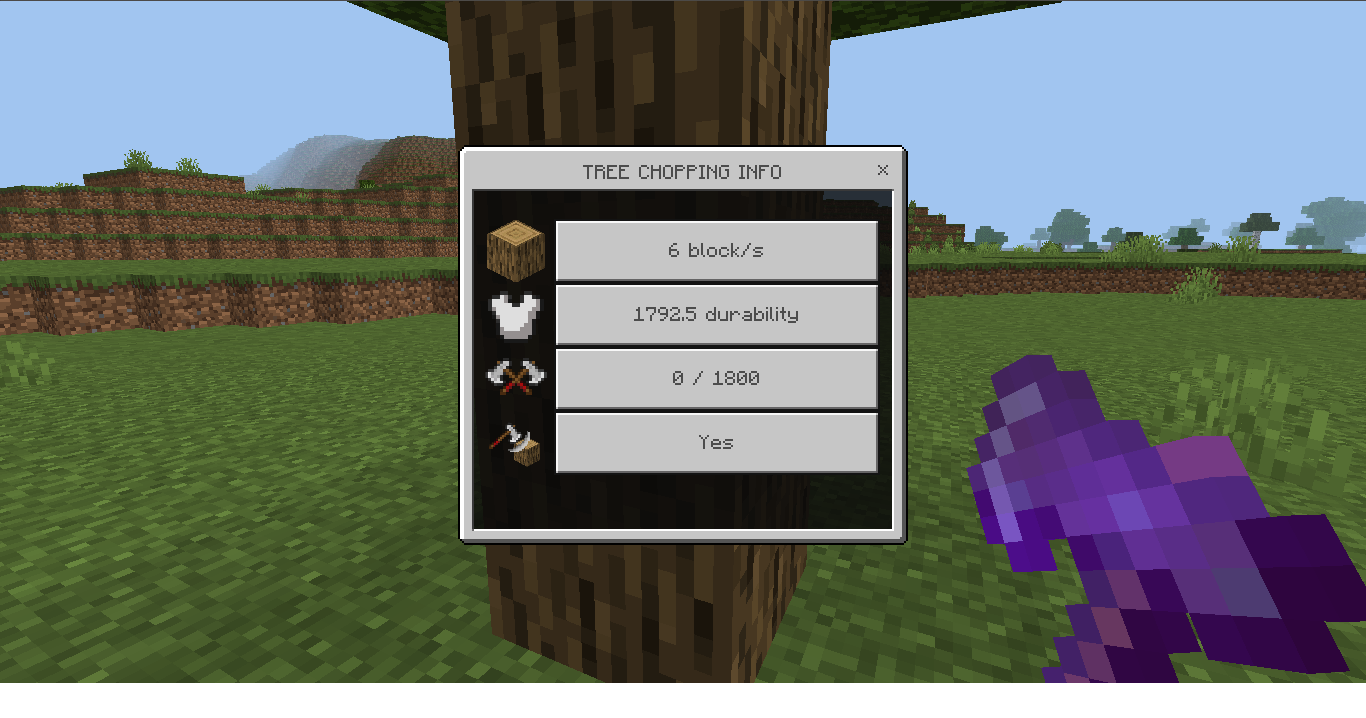 TREE CHOPPING INFO
6 block/s
1792.5 durability
0 / 1800
Yes